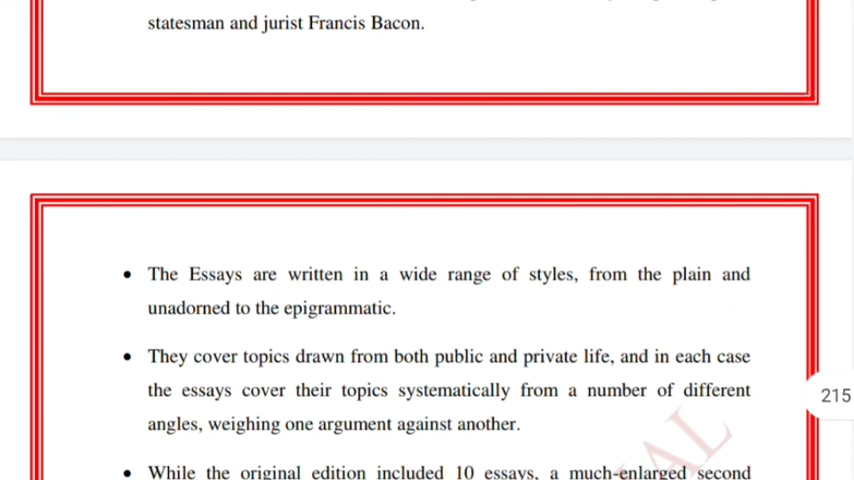 statesman and jurist Francis Bacon.
• The Essays are written in a wide range of styles, from the plain and
unadorned to the epigrammatic.
• They cover topics drawn from both public and private life, and in each case
the essays cover their topics systematically from a number of different
215
angles, weighing one argument against another.
• While the original edition included 10 essays, a much-enlarged second